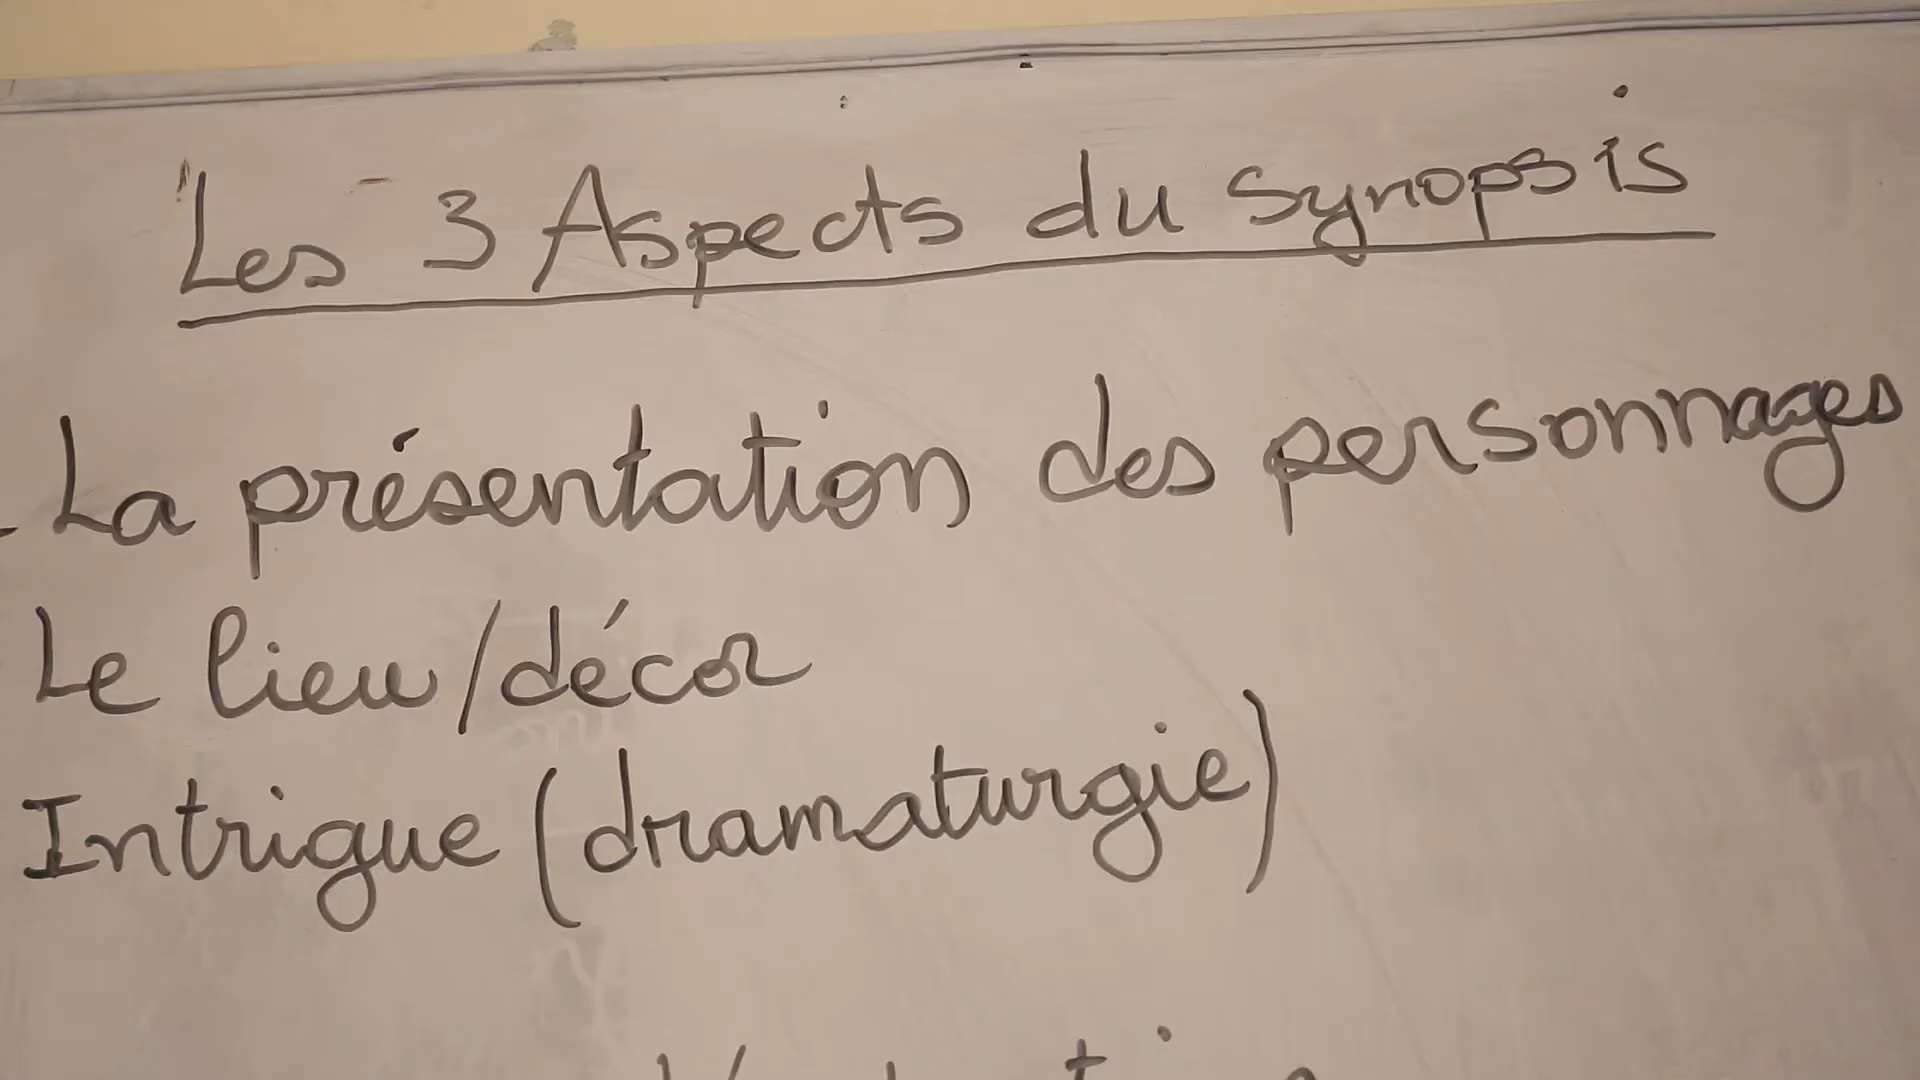 Les 3 Aspects du Synopsis
- La présentation des personnages
Le lieu/décor
Intrigue (dramaturgie)